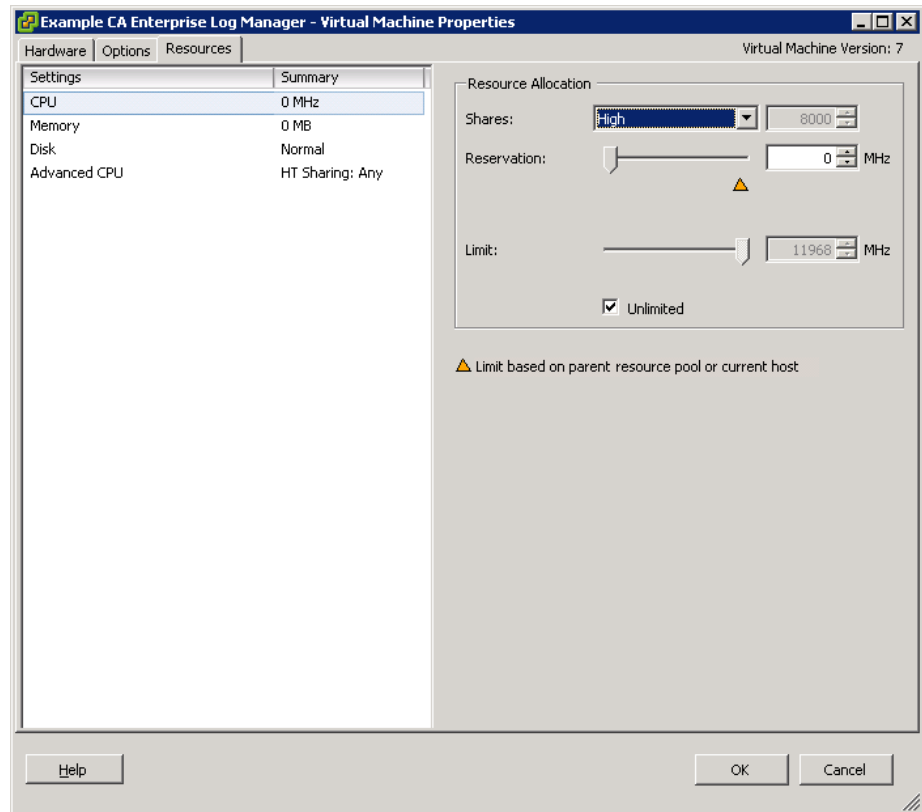 Example CA Enterprise Log Manager - Virtual Machine Properties
Hardware Options Resources Virtual Machine Version: 7
Settings Summary
CPU 0 MHz
Memory 0 MB
Disk Normal
Advanced CPU HT Sharing: Any
Resource Allocation
Shares: High 8000
Reservation: 0 MHz
Limit: 11968 MHz
Unlimited
Limit based on parent resource pool or current host
Help OK Cancel